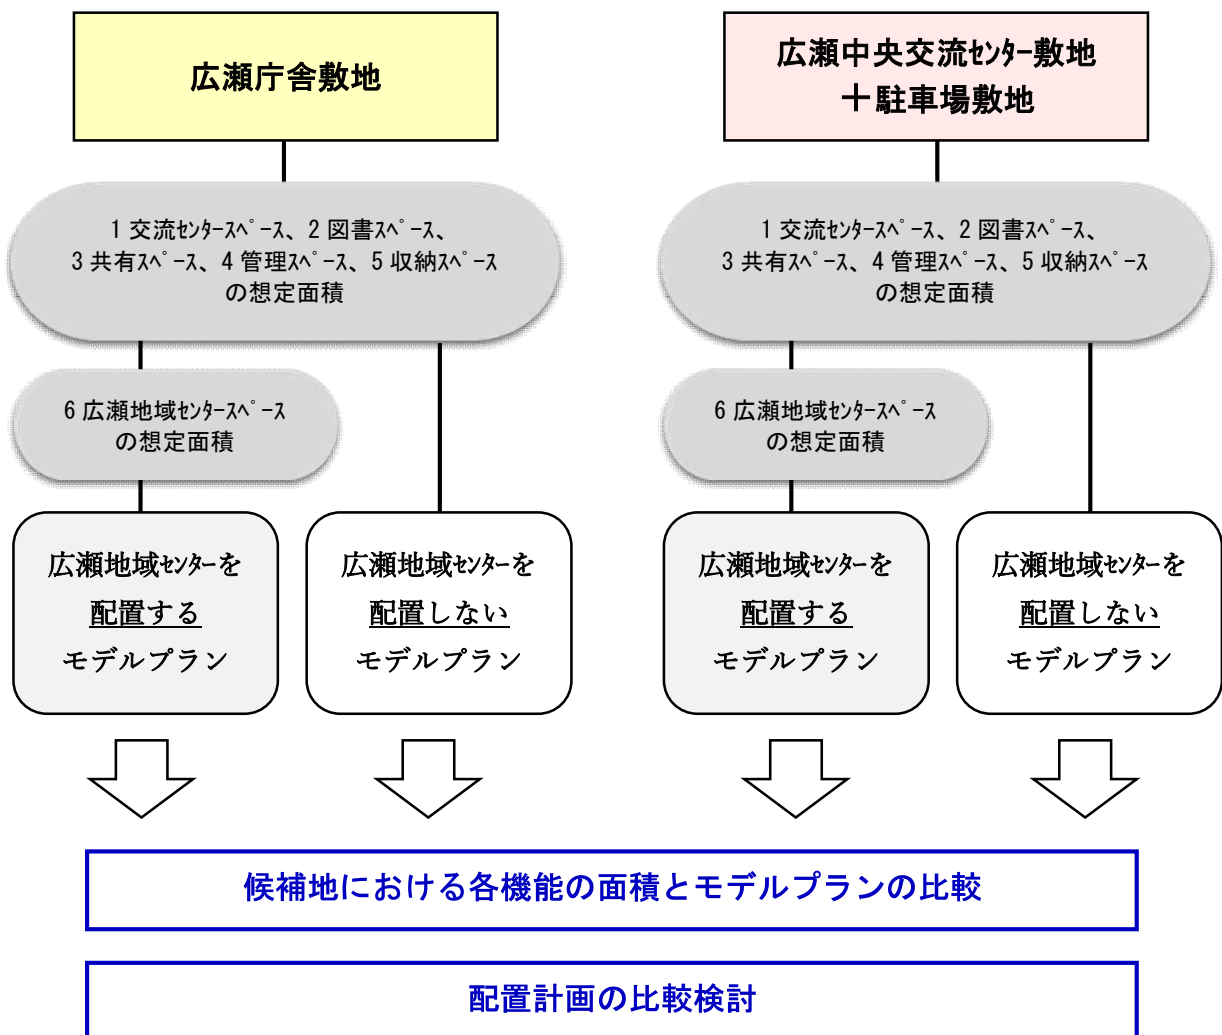 広瀬庁舎敷地
広瀬中央交流ｾﾝﾀｰ敷地
＋駐車場敷地
1 交流ｾﾝﾀｰｽﾍﾟｰｽ、2 図書ｽﾍﾟｰｽ、
3 共有ｽﾍﾟｰｽ、4 管理ｽﾍﾟｰｽ、5 収納ｽﾍﾟｰｽ
の想定面積
1 交流ｾﾝﾀｰｽﾍﾟｰｽ、2 図書ｽﾍﾟｰｽ、
3 共有ｽﾍﾟｰｽ、4 管理ｽﾍﾟｰｽ、5 収納ｽﾍﾟｰｽ
の想定面積
6 広瀬地域ｾﾝﾀｰｽﾍﾟｰｽ
の想定面積
6 広瀬地域ｾﾝﾀｰｽﾍﾟｰｽ
の想定面積
広瀬地域ｾﾝﾀｰを
配置する
モデルプラン
広瀬地域ｾﾝﾀｰを
配置しない
モデルプラン
広瀬地域ｾﾝﾀｰを
配置する
モデルプラン
広瀬地域ｾﾝﾀｰを
配置しない
モデルプラン
候補地における各機能の面積とモデルプランの比較
配置計画の比較検討